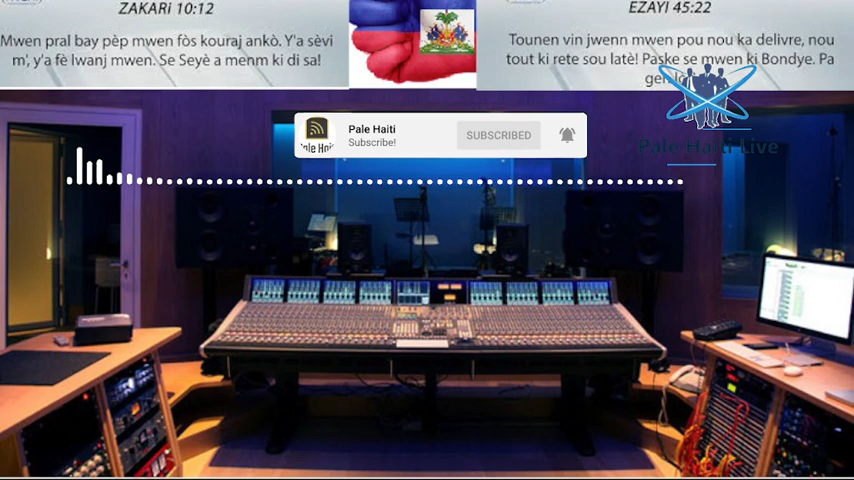 ZAKARi 10:12
Mwen pral bay pèp mwen fòs kouraj ankò. Y'a sèvi
m', y'a fè lwanj mwen. Se Seyè a menm ki di sa!
EZAYI 45:22
Tounen vin jwenn mwen pou nou ka delivre, nou
tout ki rete sou latè! Paske se mwen ki Bondye. Pa
Pale Haiti
Subscribe!
SUBSCRIBED
Pale Haiti Live